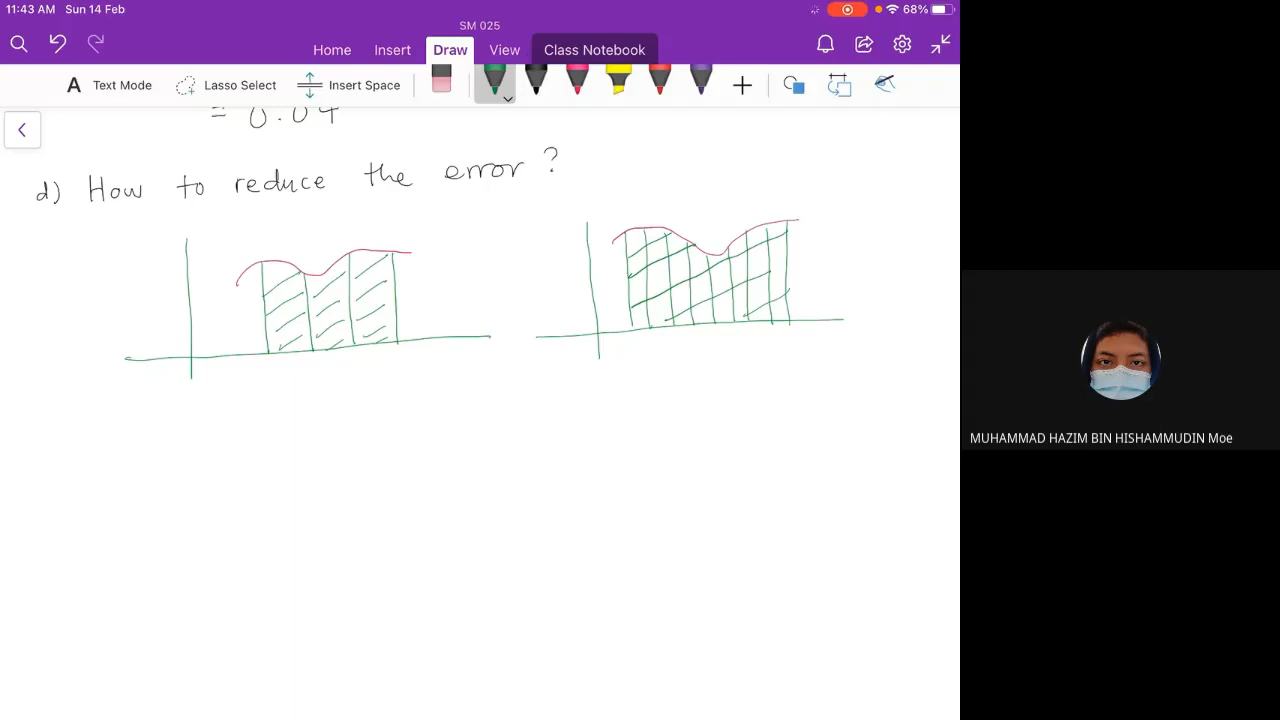 11:43 AM Sun 14 Feb
68%
SM 025
Home Insert Draw View Class Notebook
Text Mode Lasso Select Insert Space
= 0.04
d) How to reduce the error ?
MUHAMMAD HAZIM BIN HISHAMMUDIN Moe